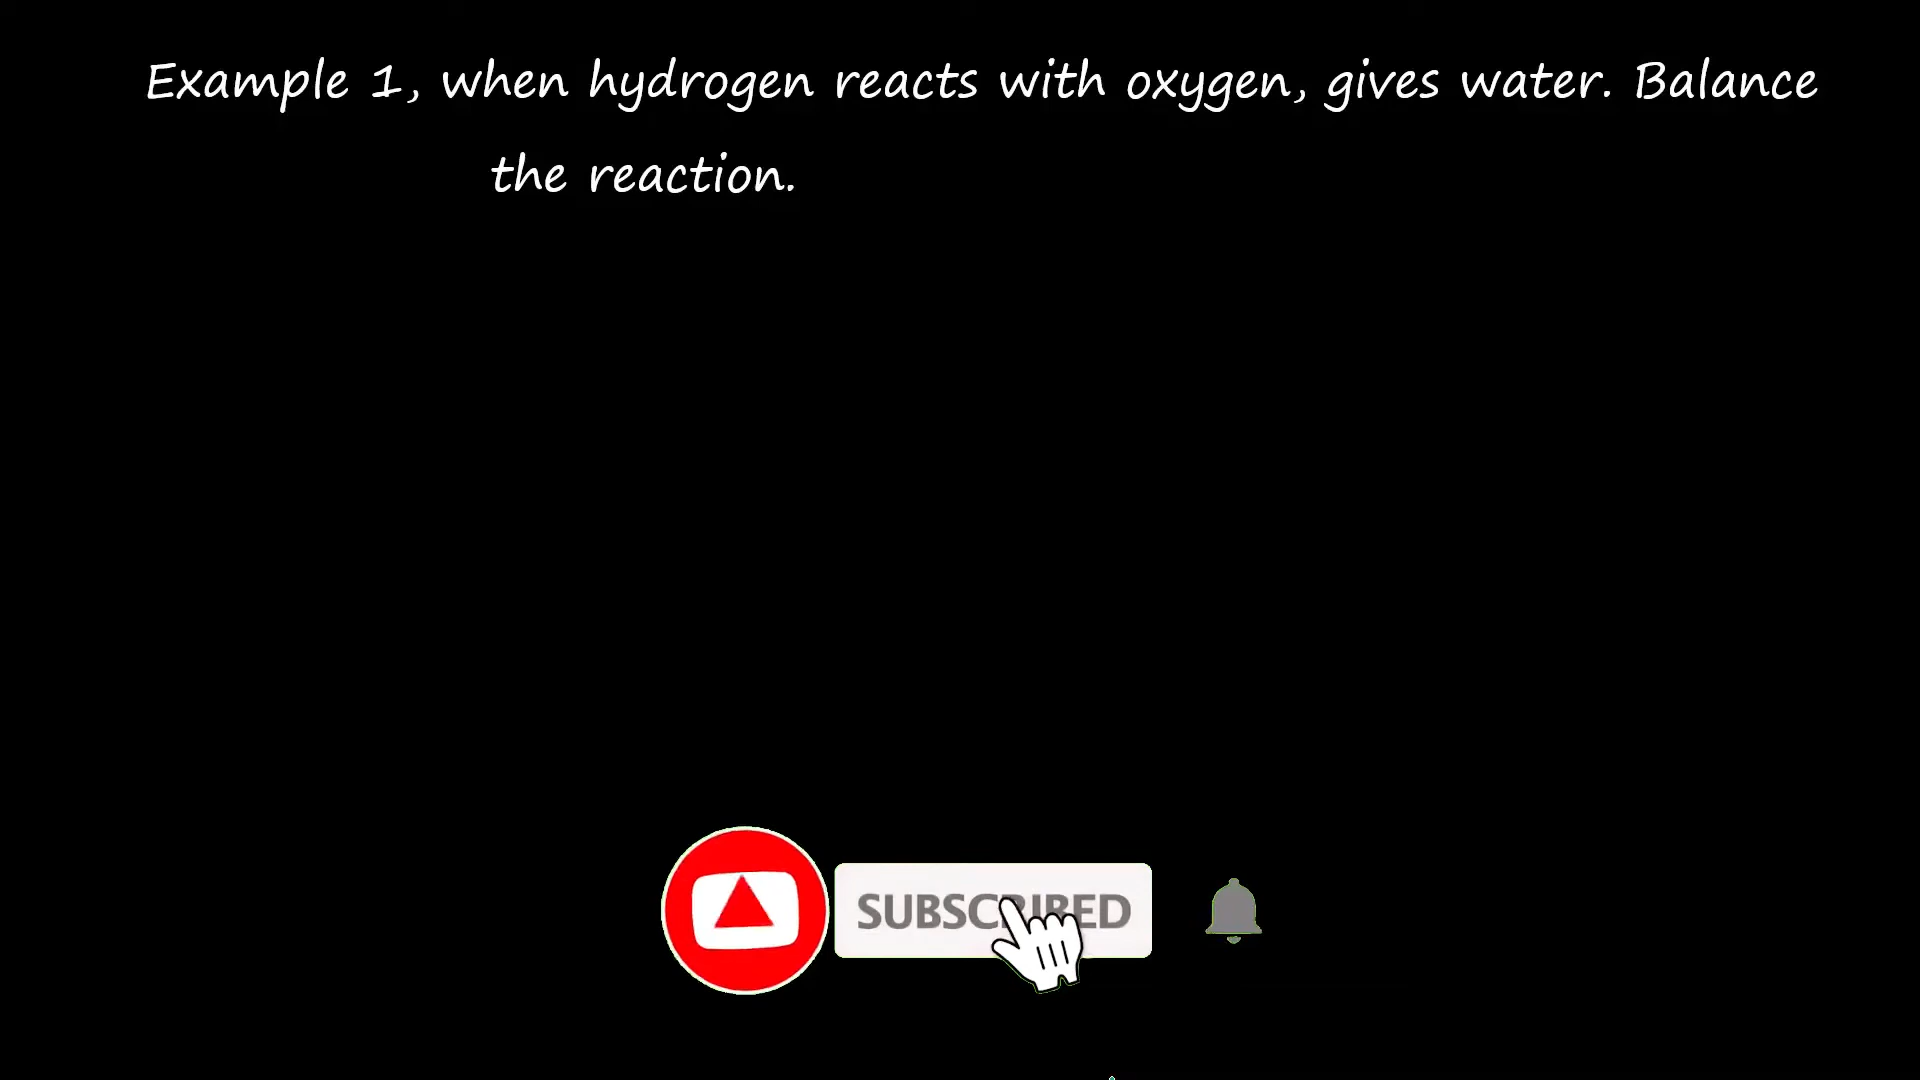 Example 1, when hydrogen reacts with oxygen, gives water. Balance
the reaction.
SUBSCRIBED